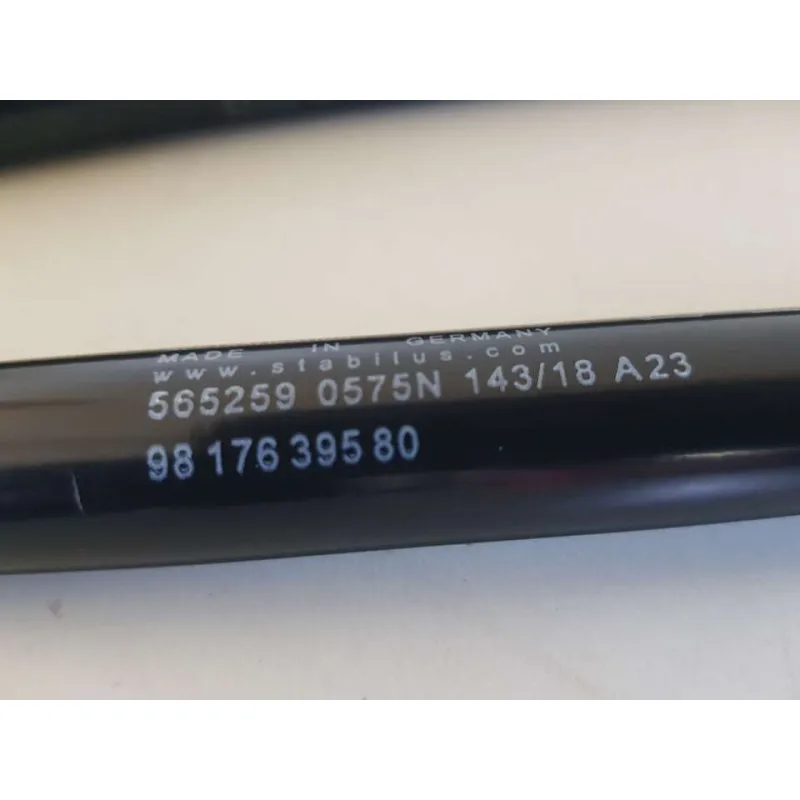 MADE IN GERMANY
www.stabilus.com
565259 0575N 143/18 A23
98 176 395 80